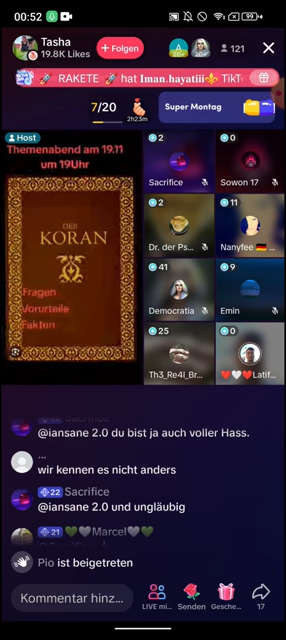 00:52
99
Tasha
19.8K Likes
+ Folgen
20+
20+
121
🚀 RAKETE 🚀 hat 𝐈𝐦𝐚𝐧.𝐡𝐚𝐲𝐚𝐭𝐢𝐢𝐢⚜️ TikT
7/20
2h23m
Super Montag
Host
Themenabend am 19.11
um 19Uhr
DER
KORAN
Fragen
Vorurteile
Fakten
2
Sacrifice
0
Sowon 17
2
Dr. der Ps...
11
Nanyfee 🇩🇪 ...
41
Democratia
9
Emin
25
Th3_Re4l_Br...
0
❤️🤍❤️Latif...
Sacrifice
@iansane 2.0 du bist ja auch voller Hass.
...
wir kennen es nicht anders
22 Sacrifice
@iansane 2.0 und ungläubig
21 💚🩶Marcel🩶💚
Pio ist beigetreten
Kommentar hinz...
LIVE mi...
Senden
Gesche...
17